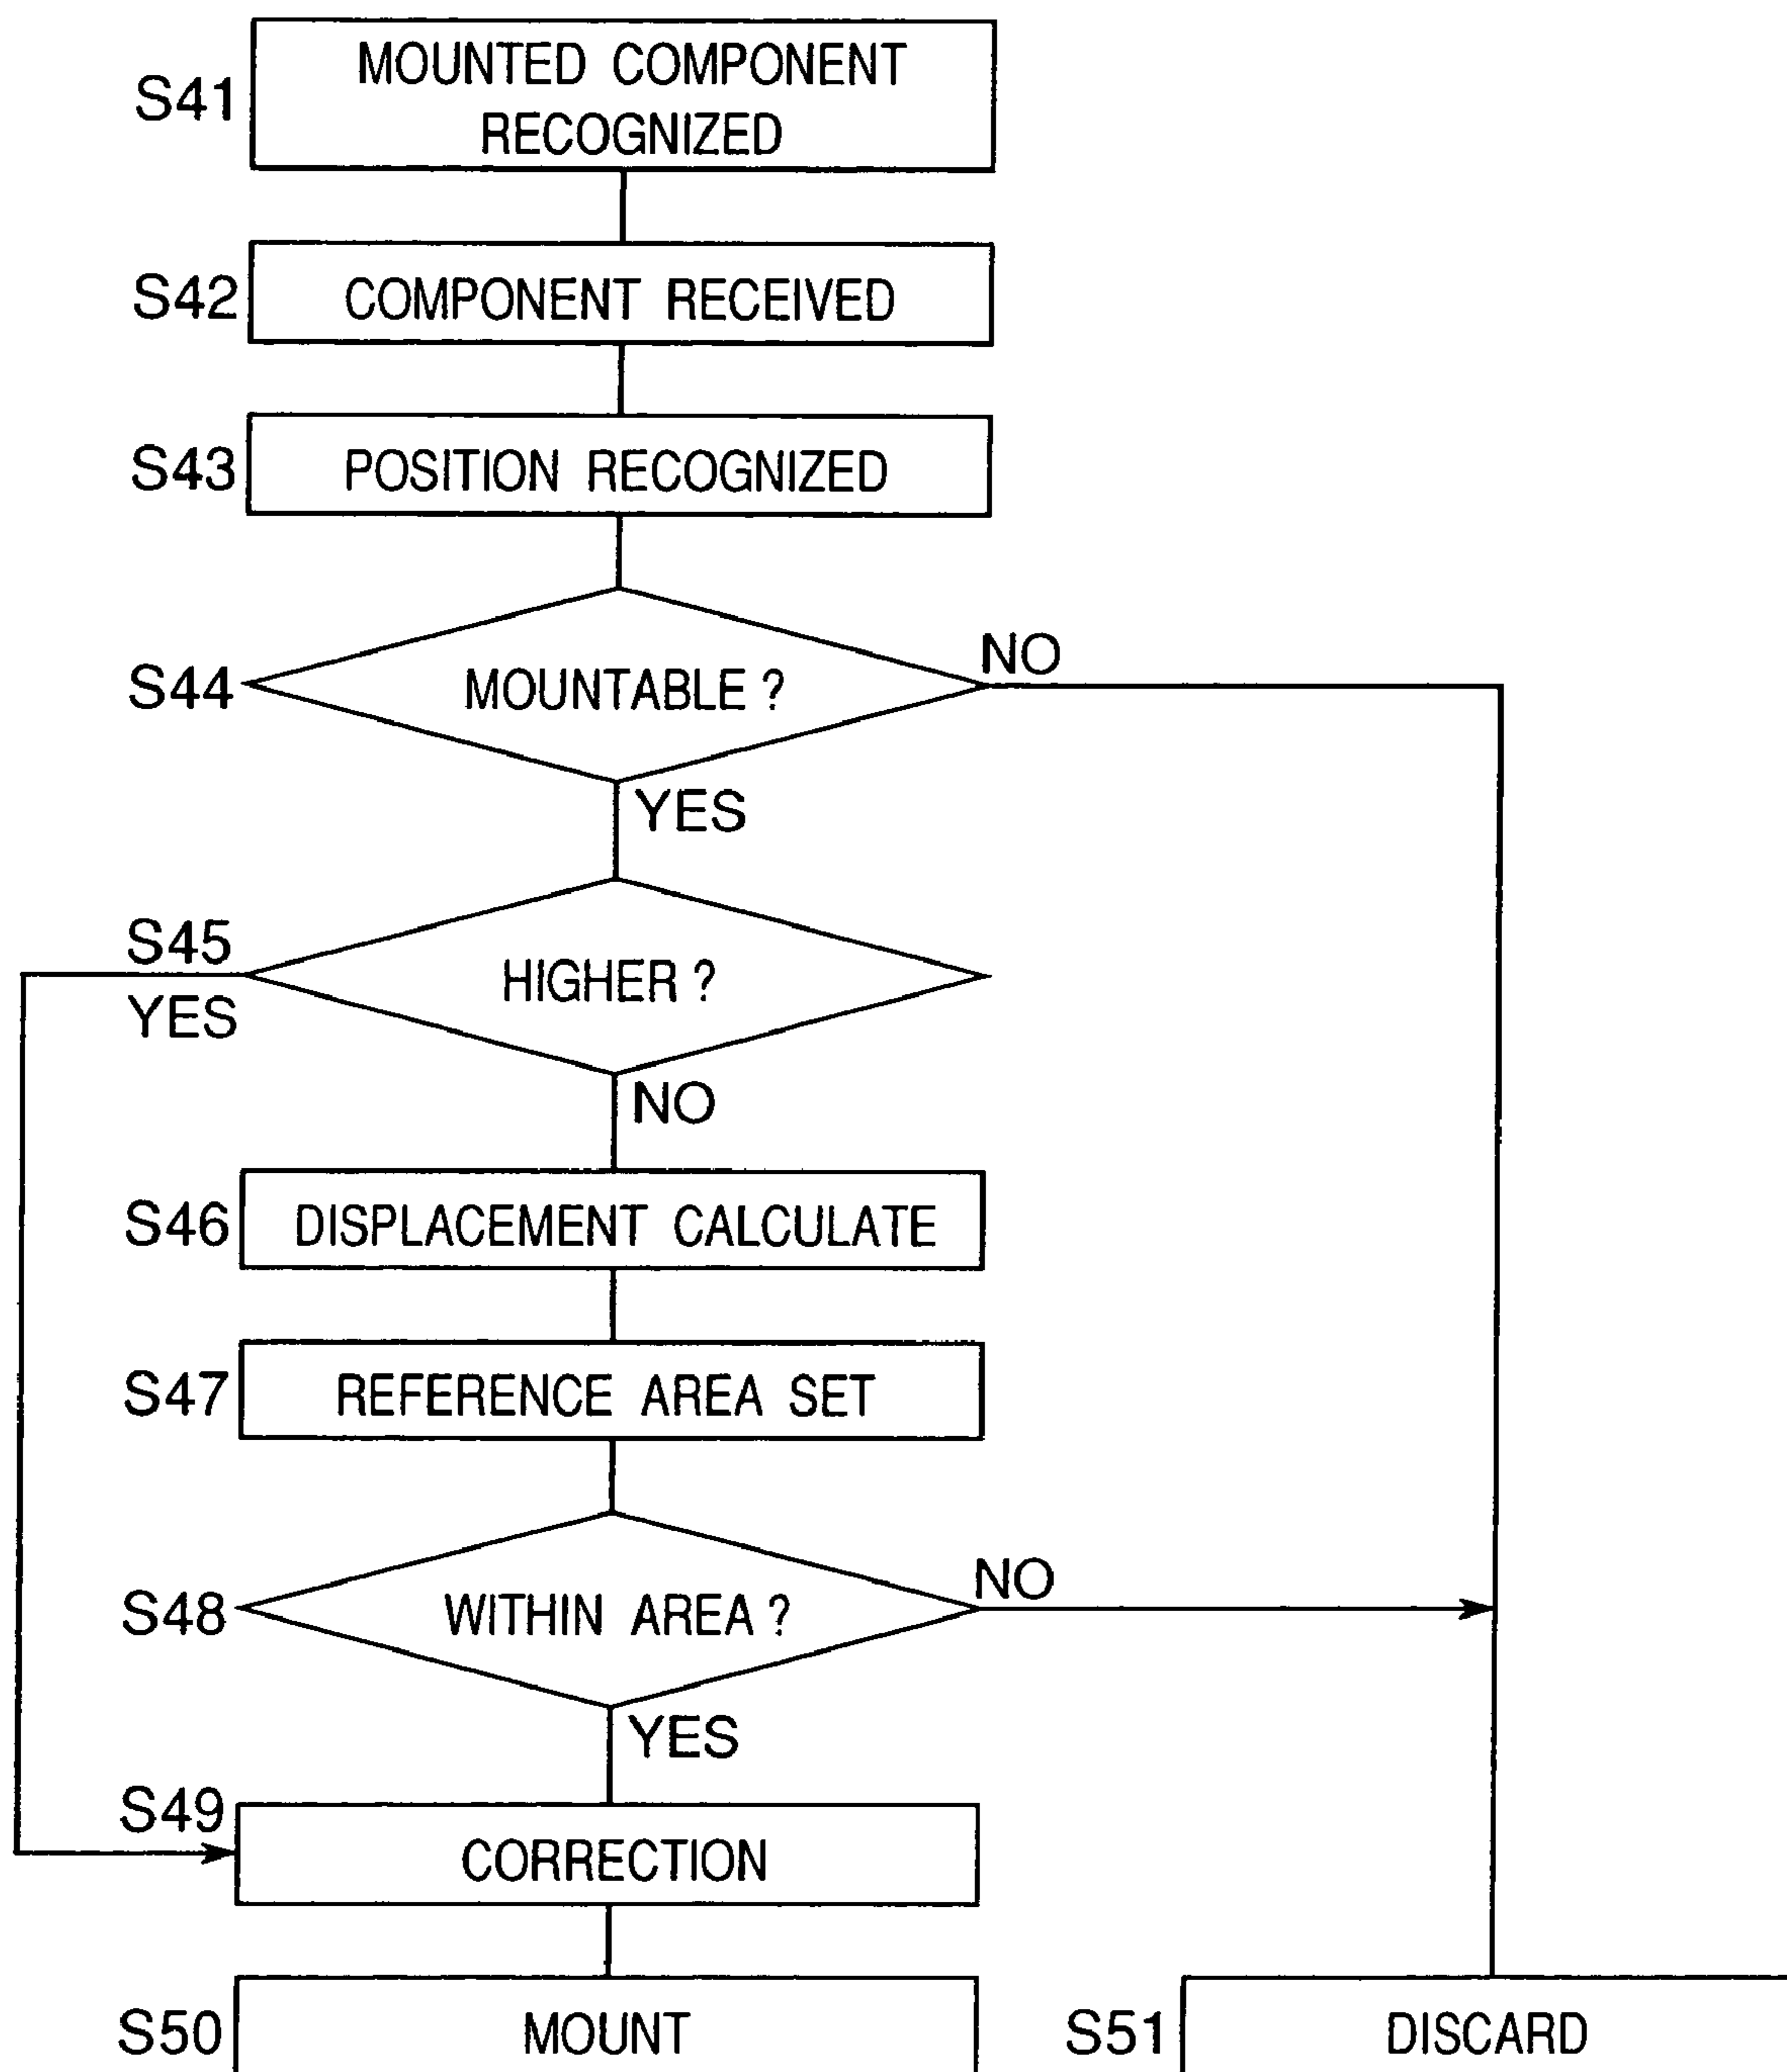 S41
MOUNTED COMPONENT
RECOGNIZED
S42
COMPONENT RECEIVED
S43
POSITION RECOGNIZED
S44
MOUNTABLE ?
NO
YES
S45
YES
HIGHER ?
NO
S46
DISPLACEMENT CALCULATE
S47
REFERENCE AREA SET
S48
WITHIN AREA ?
NO
YES
S49
CORRECTION
S50
MOUNT
S51
DISCARD